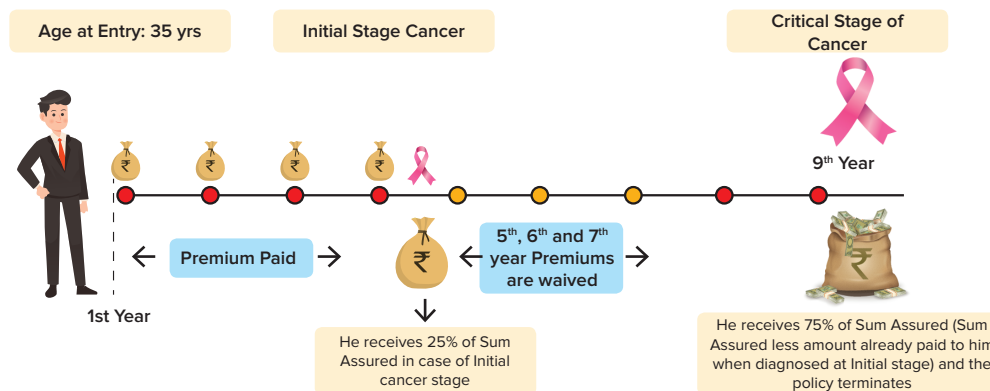 Age at Entry: 35 yrs
Initial Stage Cancer
Critical Stage of
Cancer
₹
₹
₹
₹
9th Year
Premium Paid
₹
5th, 6th and 7th
year Premiums
are waived
₹
1st Year
He receives 25% of Sum
Assured in case of Initial
cancer stage
He receives 75% of Sum Assured (Sum
Assured less amount already paid to him
when diagnosed at Initial stage) and the
policy terminates